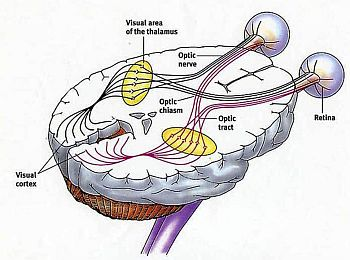 Visual area
of the thalamus
Optic
nerve
Optic
chiasm
Optic
tract
Retina
Visual
cortex